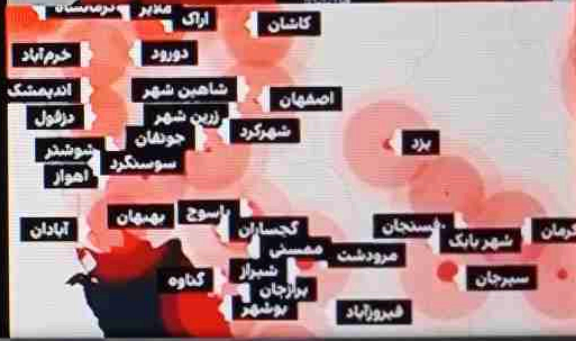 کرمانشاه
ملایر
اراک
کاشان
خرم‌آباد
دورود
اندیمشک
شاهین شهر
اصفهان
دزفول
زرین شهر
شهرکرد
جونقان
یزد
شوشتر
سوسنگرد
اهواز
آبادان
بهبهان
یاسوج
گچساران
رفسنجان
شهر بابک
کرمان
ممسنی
مرودشت
شیراز
گناوه
برازجان
سیرجان
بوشهر
فیروزآباد